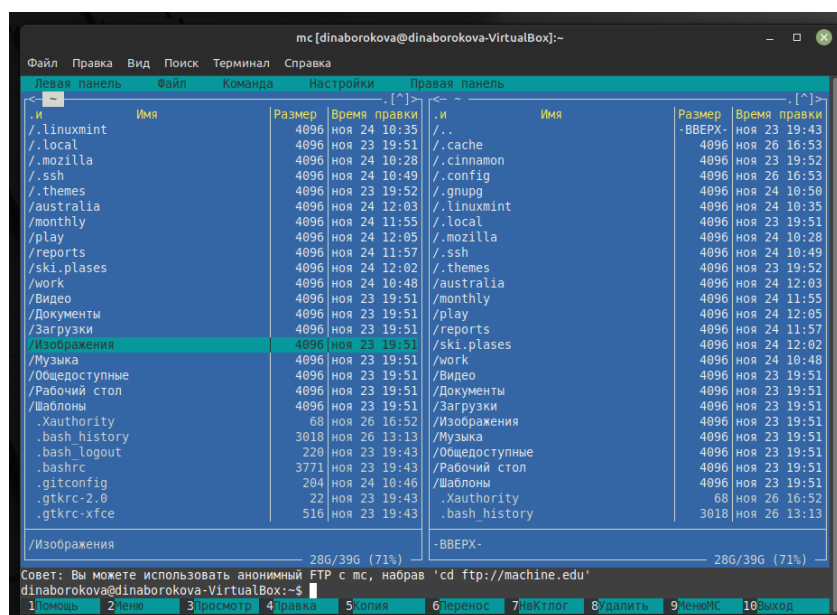 mc [dinaborokova@dinaborokova-VirtualBox]:~
Файл Правка Вид Поиск Терминал Справка
Левая панель Файл Команда Настройки Правая панель
<- ~ .[^]> <- ~ .[^]>
.и Имя Размер Время правки .и Имя Размер Время правки
/.linuxmint 4096 ноя 24 10:35 /.. -ВВЕРХ- ноя 23 19:43
/.local 4096 ноя 23 19:51 /.cache 4096 ноя 26 16:53
/.mozilla 4096 ноя 24 10:28 /.cinnamon 4096 ноя 23 19:52
/.ssh 4096 ноя 24 10:49 /.config 4096 ноя 26 16:53
/.themes 4096 ноя 23 19:52 /.gnupg 4096 ноя 24 10:50
/australia 4096 ноя 24 12:03 /.linuxmint 4096 ноя 24 10:35
/monthly 4096 ноя 24 11:55 /.local 4096 ноя 23 19:51
/play 4096 ноя 24 12:05 /.mozilla 4096 ноя 24 10:28
/reports 4096 ноя 24 11:57 /.ssh 4096 ноя 24 10:49
/ski.plases 4096 ноя 24 12:02 /.themes 4096 ноя 23 19:52
/work 4096 ноя 24 10:48 /australia 4096 ноя 24 12:03
/Видео 4096 ноя 23 19:51 /monthly 4096 ноя 24 11:55
/Документы 4096 ноя 23 19:51 /play 4096 ноя 24 12:05
/Загрузки 4096 ноя 23 19:51 /reports 4096 ноя 24 11:57
/Изображения 4096 ноя 23 19:51 /ski.plases 4096 ноя 24 12:02
/Музыка 4096 ноя 23 19:51 /work 4096 ноя 24 10:48
/Общедоступные 4096 ноя 23 19:51 /Видео 4096 ноя 23 19:51
/Рабочий стол 4096 ноя 23 19:51 /Документы 4096 ноя 23 19:51
/Шаблоны 4096 ноя 23 19:51 /Загрузки 4096 ноя 23 19:51
.Xauthority 68 ноя 26 16:52 /Изображения 4096 ноя 23 19:51
.bash_history 3018 ноя 26 13:13 /Музыка 4096 ноя 23 19:51
.bash_logout 220 ноя 23 19:43 /Общедоступные 4096 ноя 23 19:51
.bashrc 3771 ноя 23 19:43 /Рабочий стол 4096 ноя 23 19:51
.gitconfig 204 ноя 24 10:46 /Шаблоны 4096 ноя 23 19:51
.gtkrc-2.0 22 ноя 23 19:43 .Xauthority 68 ноя 26 16:52
.gtkrc-xfce 516 ноя 23 19:43 .bash_history 3018 ноя 26 13:13
/Изображения -ВВЕРХ-
28G/39G (71%) 28G/39G (71%)
Совет: Вы можете использовать анонимный FTP с mc, набрав 'cd ftp://machine.edu'
dinaborokova@dinaborokova-VirtualBox:~$
1Помощь 2Меню 3Просмотр 4Правка 5Копия 6Перенос 7НвКтлог 8Удалить 9МенюМС 10Выход